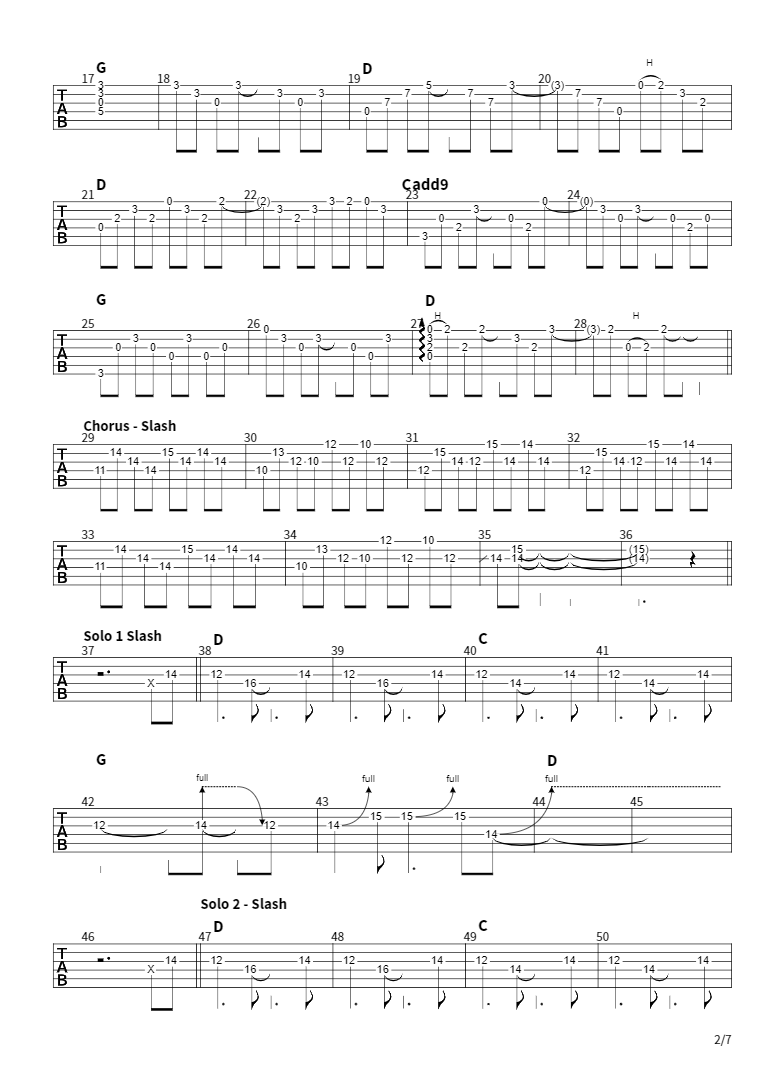 G D H
17 18 19 20
3 3 3 5 3 (3) 0 2
3 3 3 3 7 7 7 7 3
0 0 0 7 7 7 2
5 0 0
TAB
D Cadd9
21 22 23 24
0 2 (2) 3 2 0 0 (0)
3 3 3 3 3 3 3
2 2 2 2 0 0 0 0 0
0 2 2 2
3
TAB
G D
H H
25 26 27 28
0 0 2 2 3 (3) 2 2
3 3 3 3 3 3 3
0 0 0 0 0 2 2 2 0 2
0 0 0 0
3
TAB
Chorus - Slash
29 30 31 32
12 10 15 14 15 14
14 15 14 13 15 15
14 14 14 12 10 12 12 14 12 14 14 14 12 14 14
11 14 10 12 12
TAB
33 34 35 36
12 10
14 15 14 13 15 (15)
14 14 14 12 10 12 12 14 14 (14)
11 14 10
TAB
Solo 1 Slash D C
37 38 39 40 41
14 12 14 12 14 12 14 12 14
X 16 16 14 14
TAB
G D
full full full full
42 43 44 45
15 15 15
12 14 12 14
14
TAB
Solo 2 - Slash
D C
46 47 48 49 50
14 12 14 12 14 12 14 12 14
X 16 16 14 14
TAB
2/7